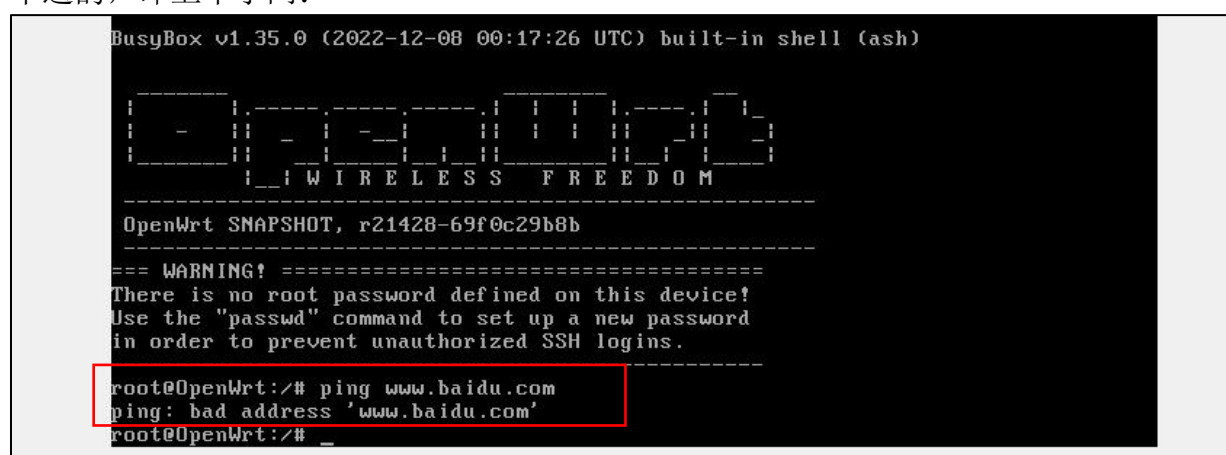 BusyBox v1.35.0 (2022-12-08 00:17:26 UTC) built-in shell (ash)
W I R E L E S S   F R E E D O M
OpenWrt SNAPSHOT, r21428-69f0c29b8b
=== WARNING! =====================================
There is no root password defined on this device!
Use the "passwd" command to set up a new password
in order to prevent unauthorized SSH logins.
root@OpenWrt:/# ping www.baidu.com
ping: bad address 'www.baidu.com'
root@OpenWrt:/# _